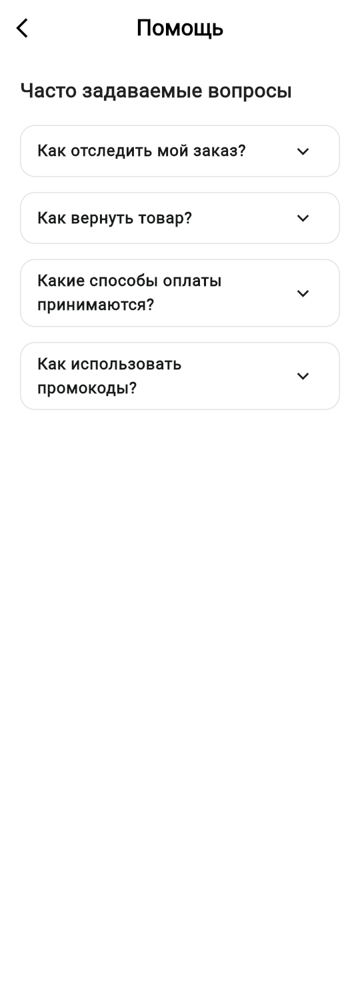 Помощь
Часто задаваемые вопросы
Как отследить мой заказ?
Как вернуть товар?
Какие способы оплаты
принимаются?
Как использовать
промокоды?